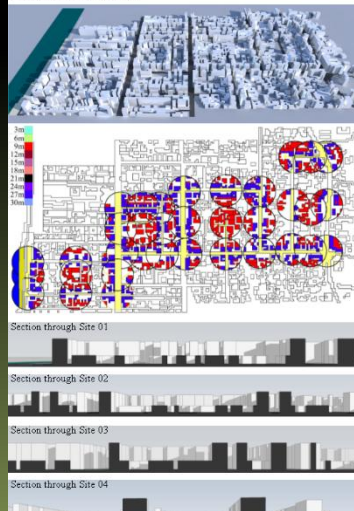 3m
6m
9m
12m
15m
18m
21m
24m
27m
30m
Section through Site 01
Section through Site 02
Section through Site 03
Section through Site 04